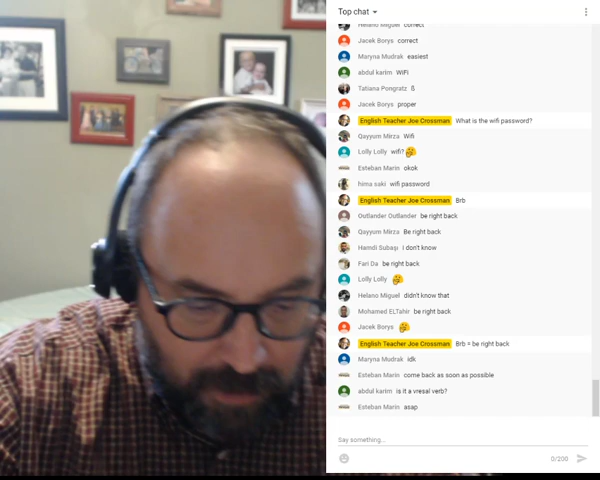 Top chat
Helano Miguel correct
Jacek Borys correct
Maryna Mudrak easiest
abdul karim WiFi
Tatiana Pongratz ß
Jacek Borys proper
English Teacher Joe Crossman What is the wifi password?
Qayyum Mirza Wifi
Lolly Lolly wifi?🤔
Esteban Marin okok
hima saki wifi password
English Teacher Joe Crossman Brb
Outlander Outlander be right back
Qayyum Mirza Be right back
Hamdi Subaşı I don't know
Fari Da be right back
Lolly Lolly 🤔
Helano Miguel didn't know that
Mohamed ELTahir be right back
Jacek Borys 🤔
English Teacher Joe Crossman Brb = be right back
Maryna Mudrak idk
Esteban Marin come back as soon as possible
abdul karim is it a vresal verb?
Esteban Marin asap
Say something...
0/200